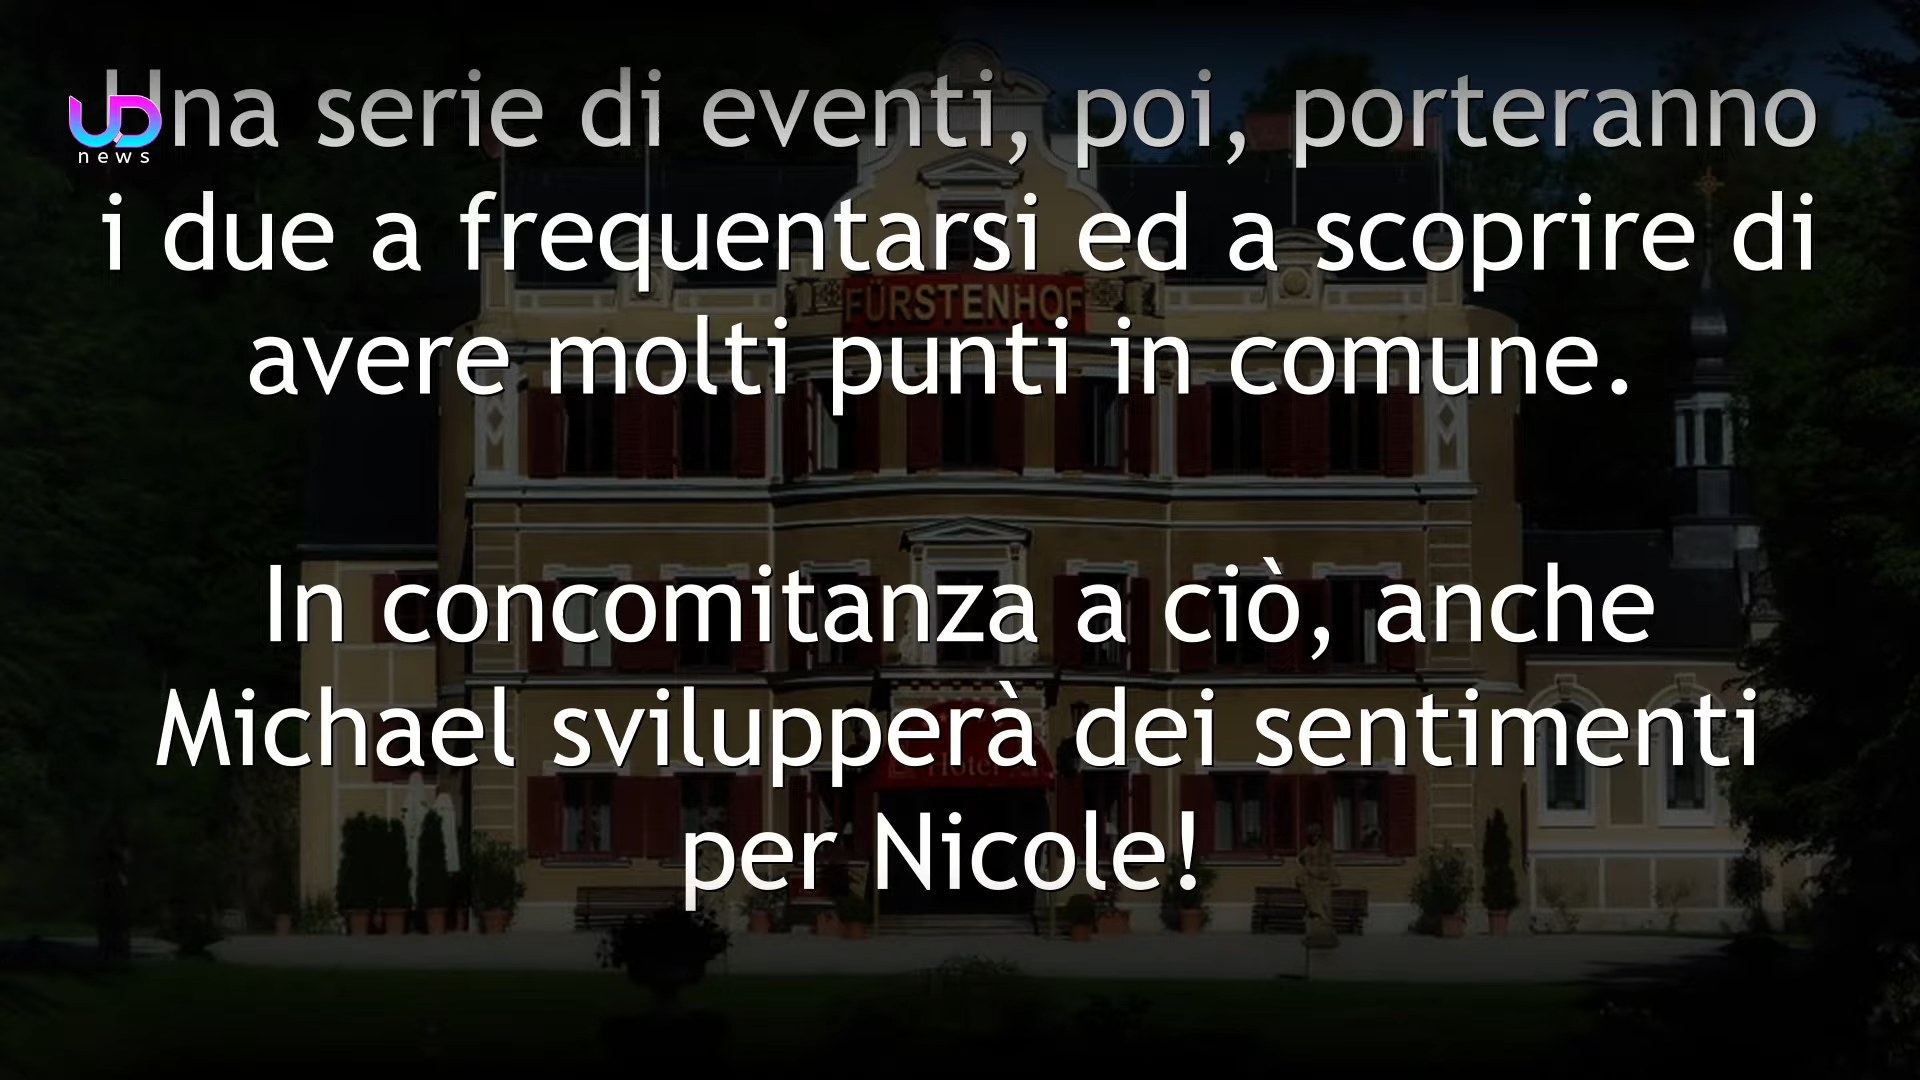 Una serie di eventi, poi, porteranno
UD
news
i due a frequentarsi ed a scoprire di
FÜRSTENHOF
avere molti punti in comune.
In concomitanza a ciò, anche
Michael svilupperà dei sentimenti
Hotel
per Nicole!